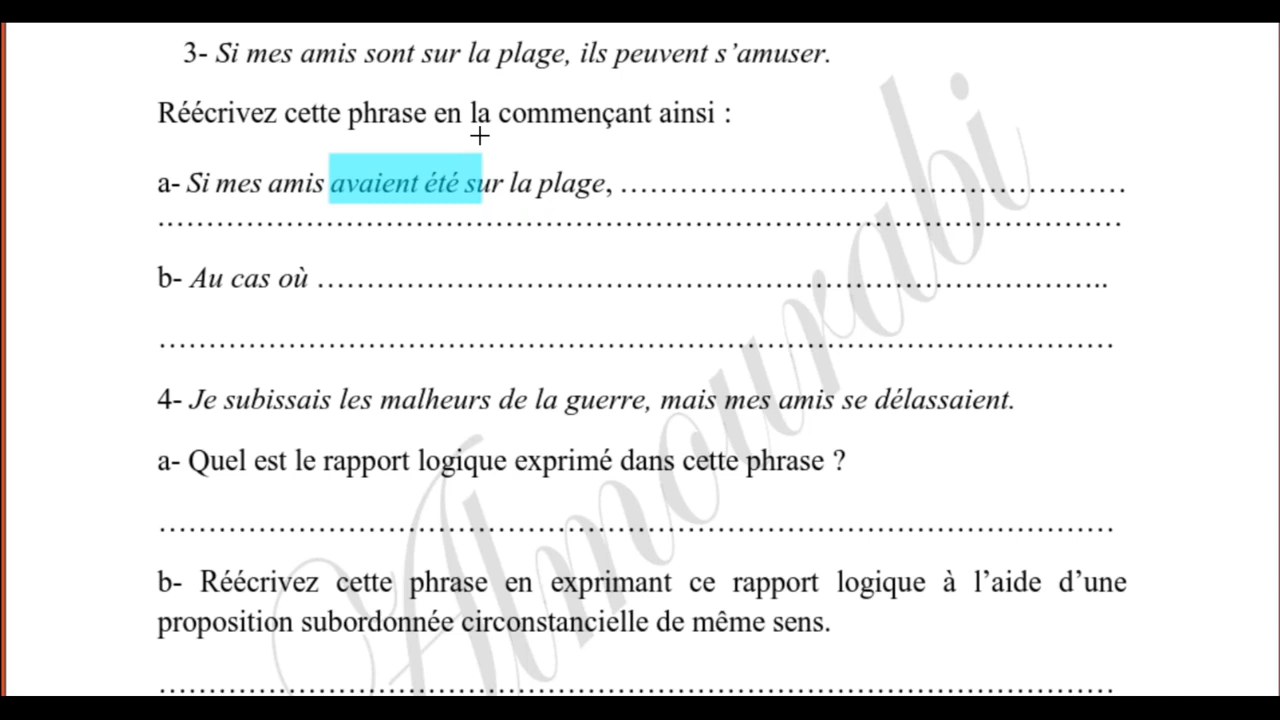 3- Si mes amis sont sur la plage, ils peuvent s’amuser.
Réécrivez cette phrase en la commençant ainsi :
a- Si mes amis avaient été sur la plage, ………………………………………………
……………………………………………………………………………………………
b- Au cas où ……………………………………………………………………………..
……………………………………………………………………………………………
4- Je subissais les malheurs de la guerre, mais mes amis se délassaient.
a- Quel est le rapport logique exprimé dans cette phrase ?
……………………………………………………………………………………………
b- Réécrivez cette phrase en exprimant ce rapport logique à l’aide d’une
proposition subordonnée circonstancielle de même sens.
……………………………………………………………………………………………
Almourabi